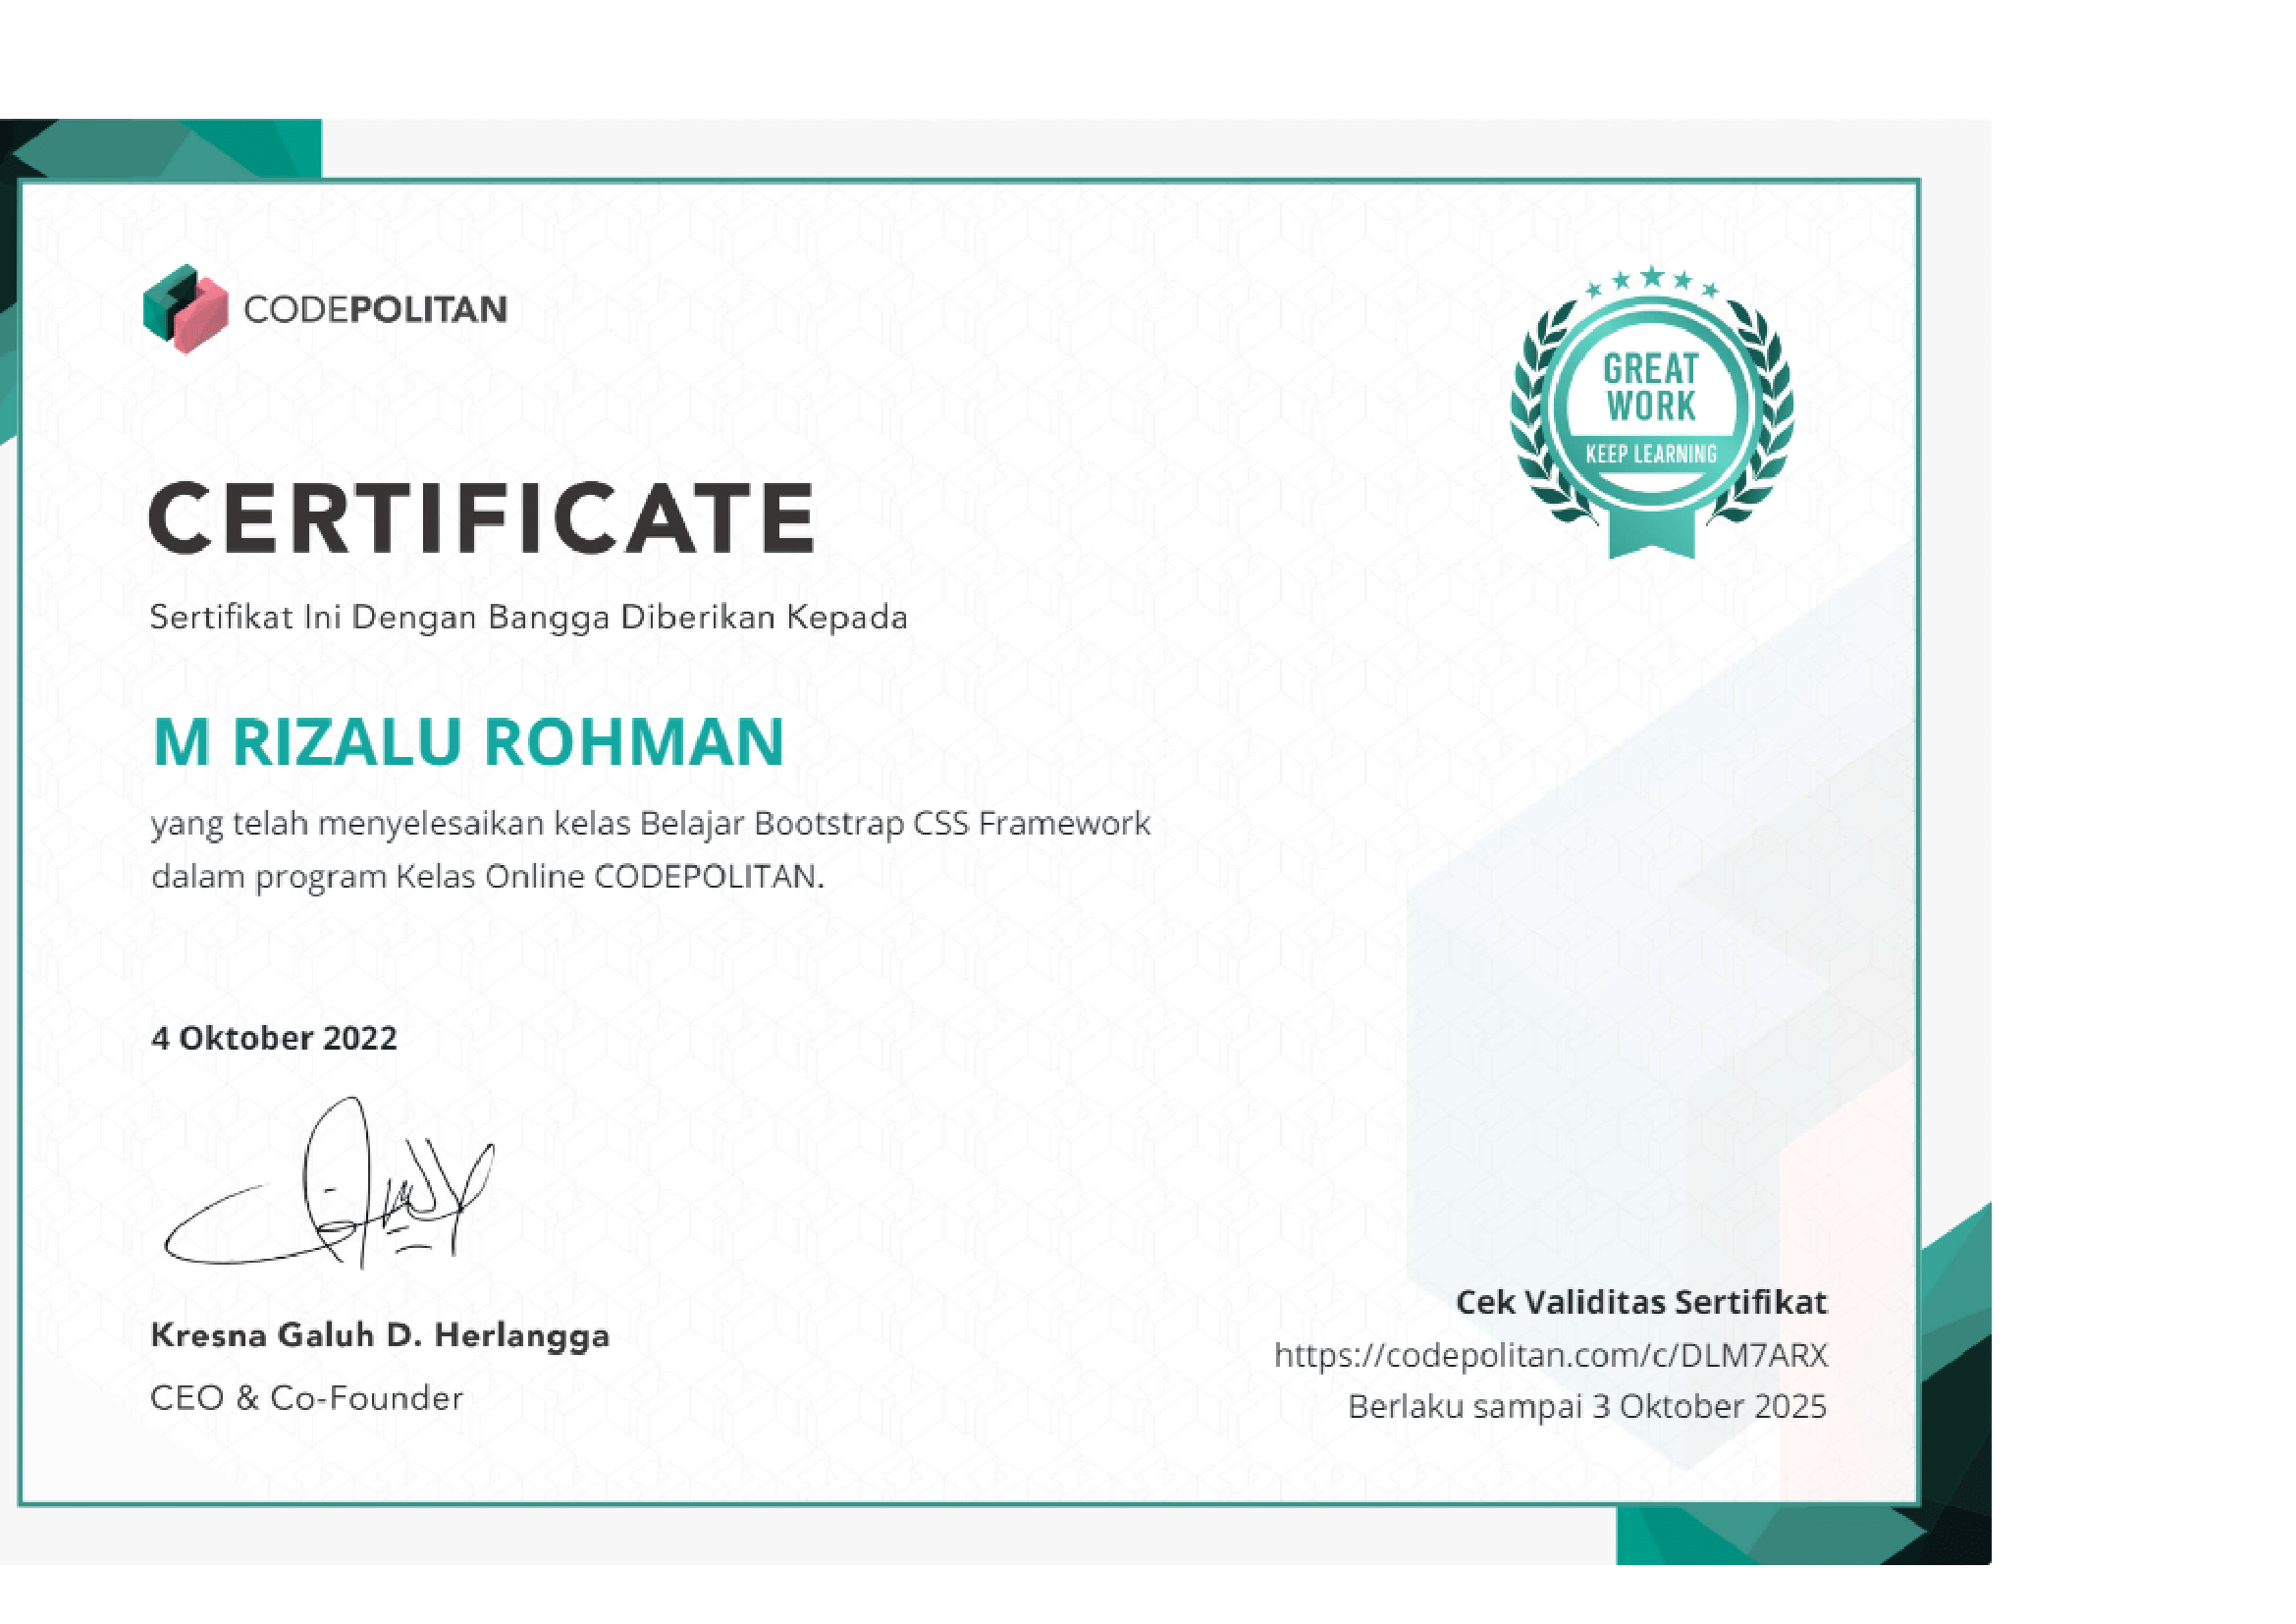 CODEPOLITAN
GREAT
WORK
KEEP LEARNING
CERTIFICATE
Sertifikat Ini Dengan Bangga Diberikan Kepada
M RIZALU ROHMAN
yang telah menyelesaikan kelas Belajar Bootstrap CSS Framework
dalam program Kelas Online CODEPOLITAN.
4 Oktober 2022
Kresna Galuh D. Herlangga
CEO & Co-Founder
Cek Validitas Sertifikat
https://codepolitan.com/c/DLM7ARX
Berlaku sampai 3 Oktober 2025